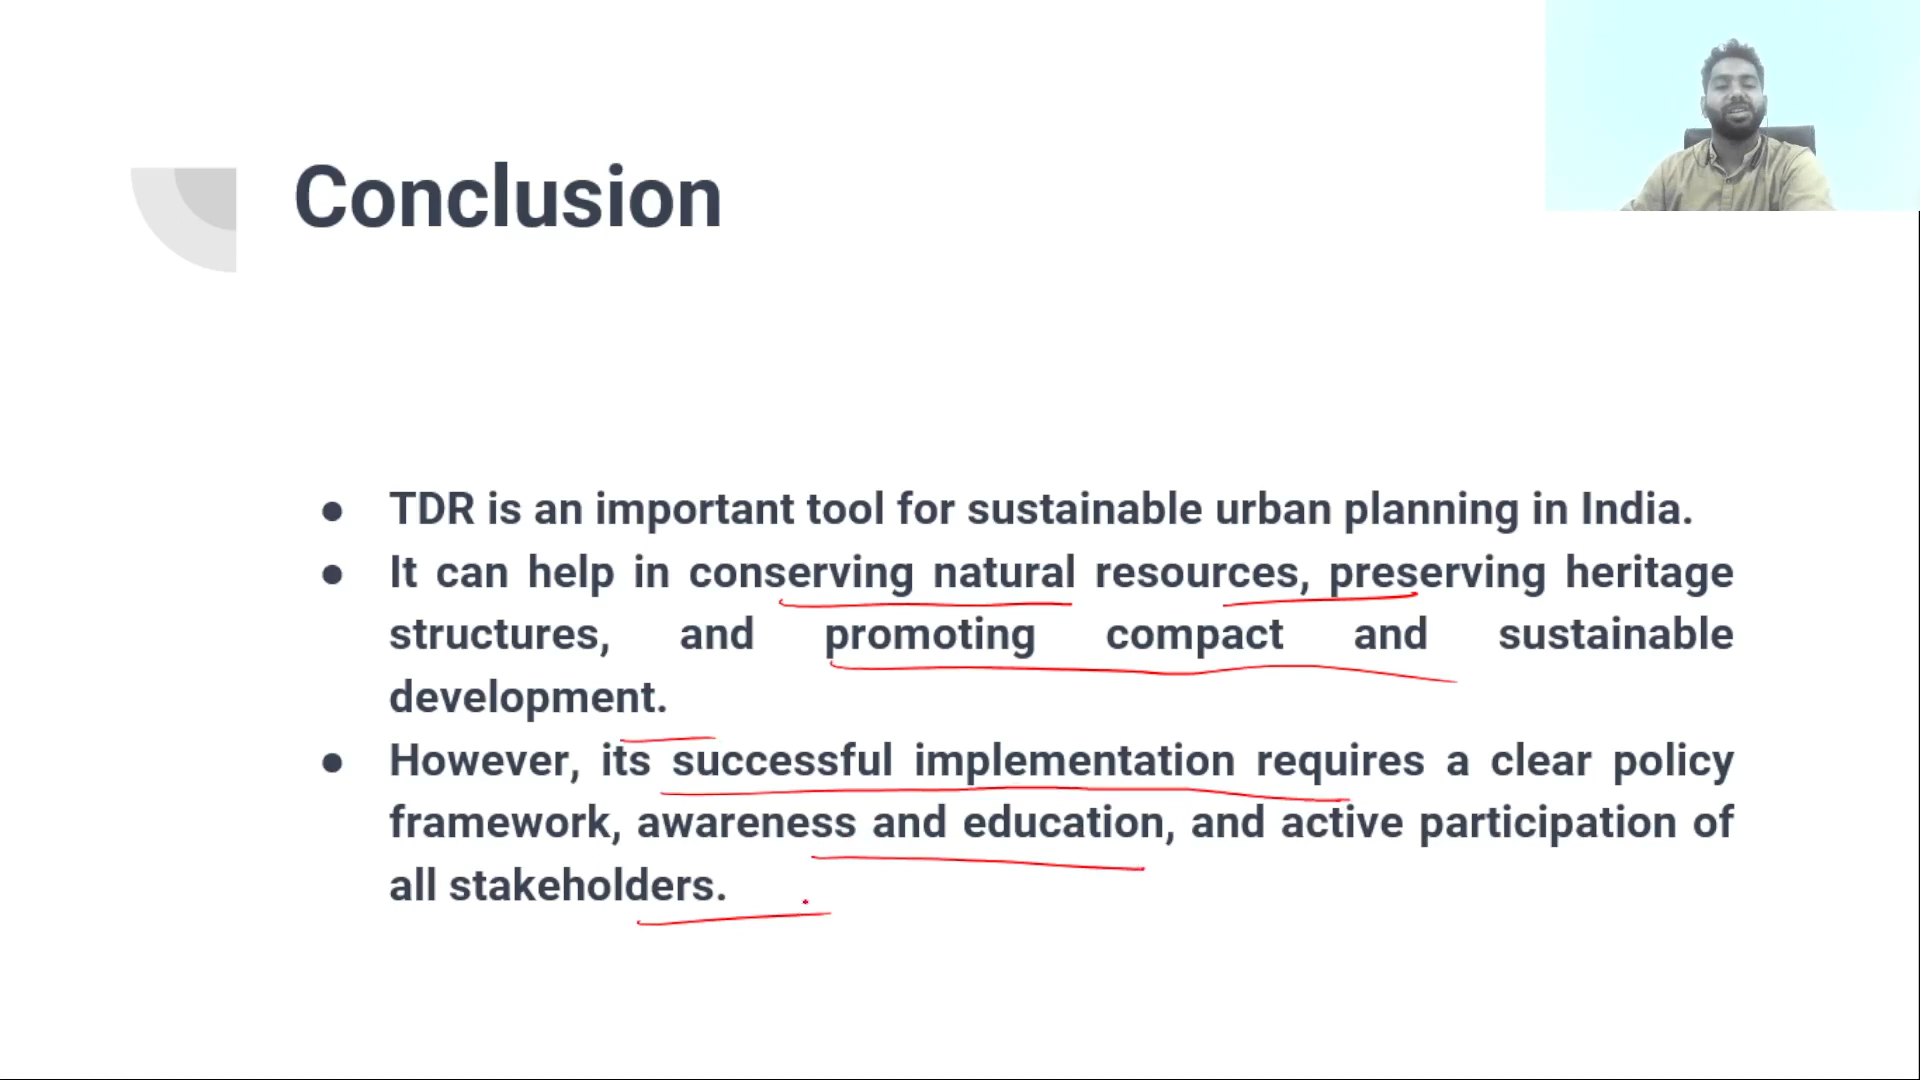 Conclusion
● TDR is an important tool for sustainable urban planning in India.
● It can help in conserving natural resources, preserving heritage
structures, and promoting compact and sustainable
development.
● However, its successful implementation requires a clear policy
framework, awareness and education, and active participation of
all stakeholders.